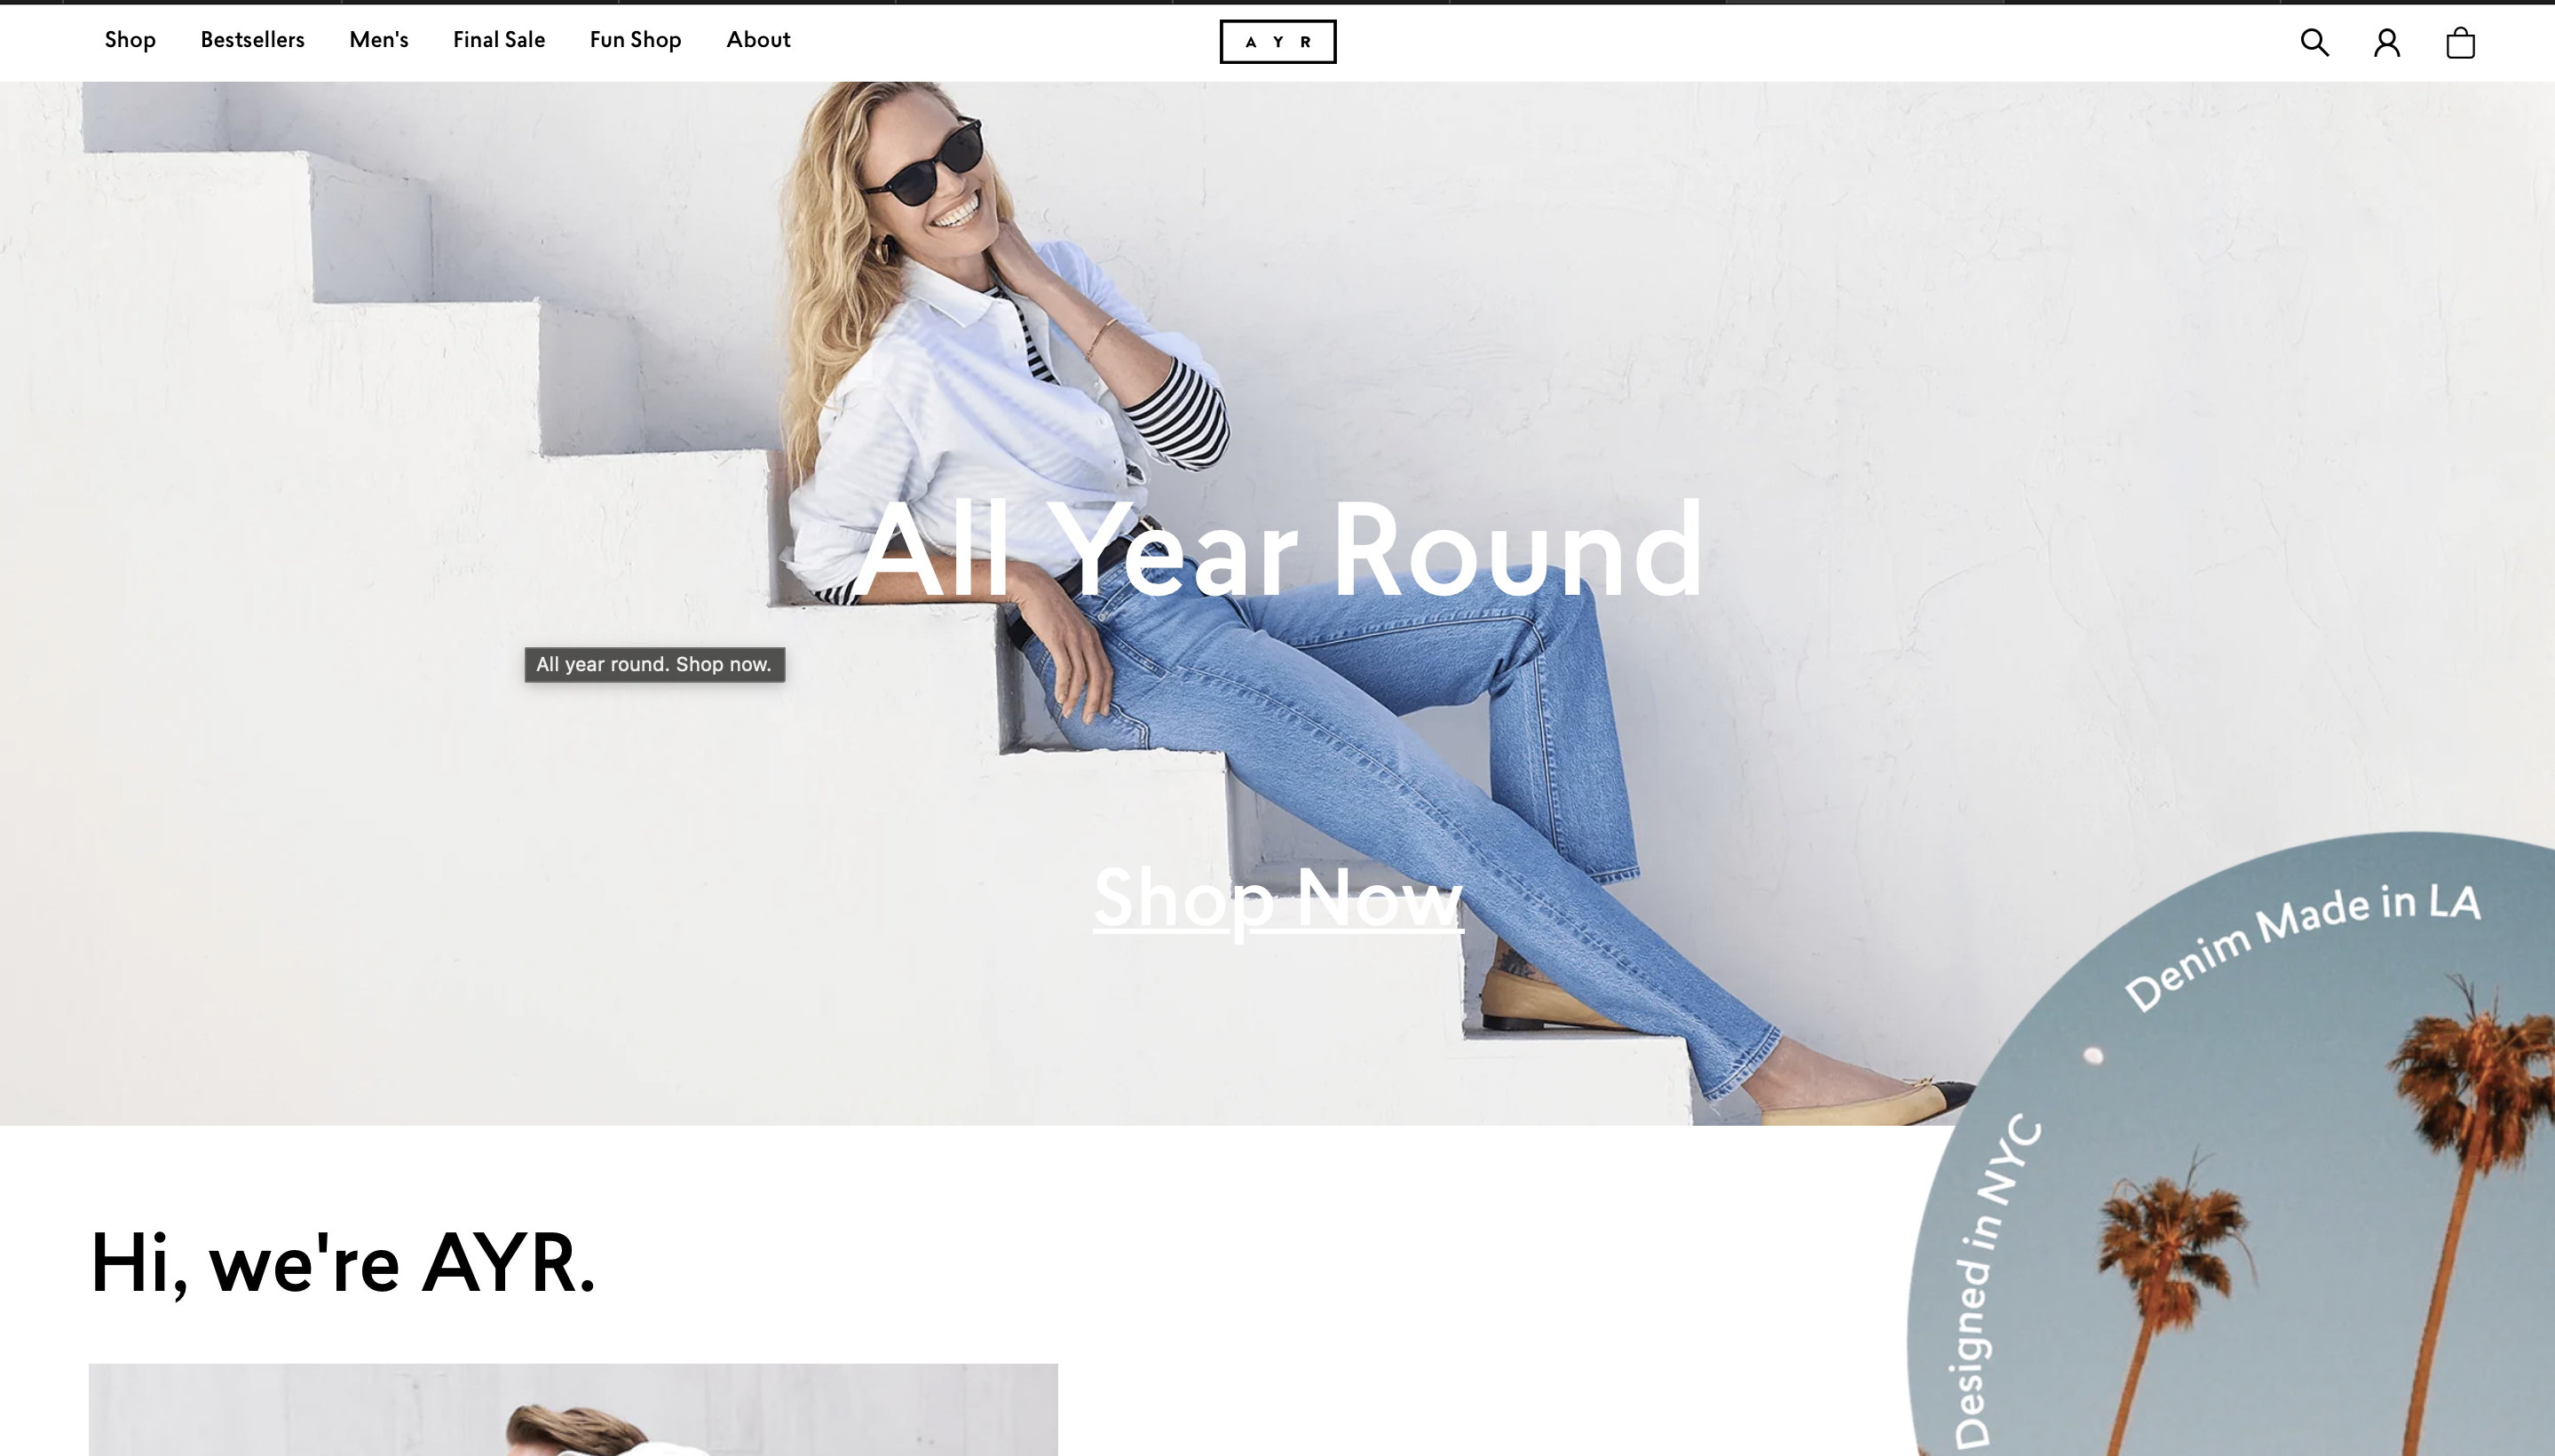 Shop Bestsellers Men's Final Sale Fun Shop About
A Y R
All Year Round
All year round. Shop now.
Shop Now
Denim Made in LA
Designed in NYC
Hi, we're AYR.